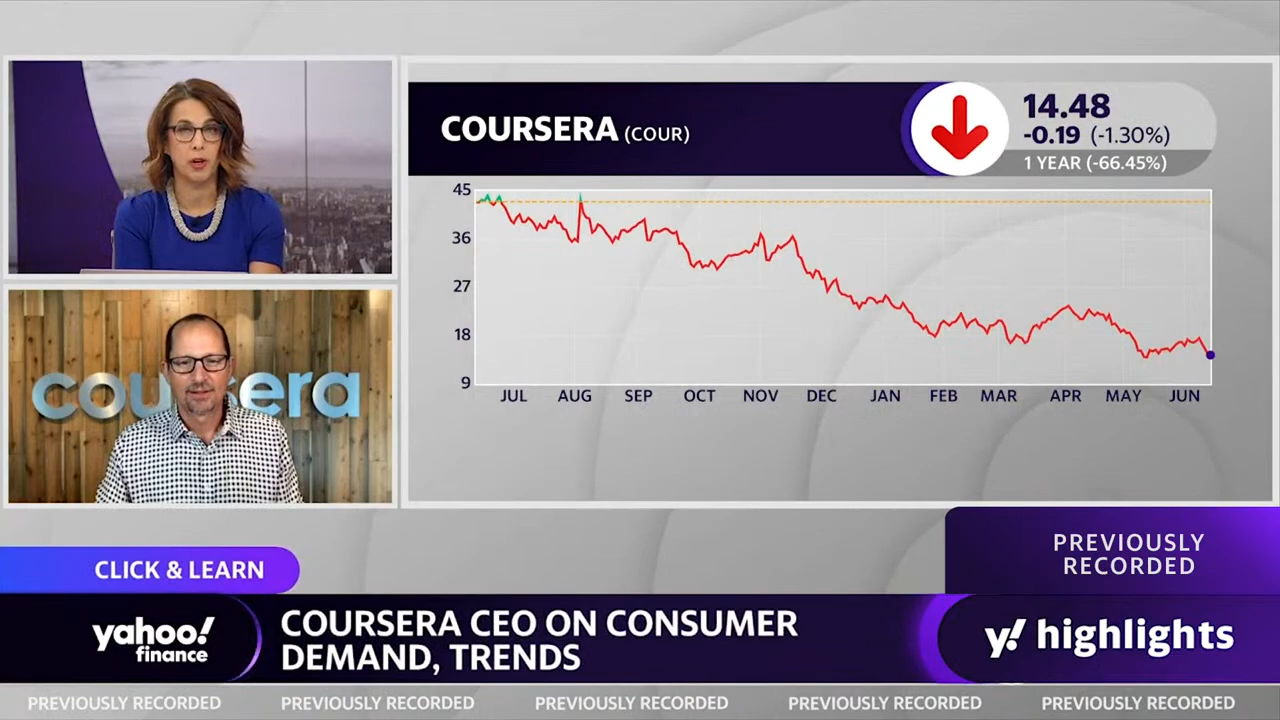 coursera
COURSERA (COUR)
14.48
-0.19 (-1.30%)
1 YEAR (-66.45%)
45
36
27
18
9
JUL AUG SEP OCT NOV DEC JAN FEB MAR APR MAY JUN
PREVIOUSLY
RECORDED
CLICK & LEARN
yahoo!
finance
COURSERA CEO ON CONSUMER
DEMAND, TRENDS
y! highlights
PREVIOUSLY RECORDED PREVIOUSLY RECORDED PREVIOUSLY RECORDED PREVIOUSLY RECORDED PREVIOUSLY RECORDED